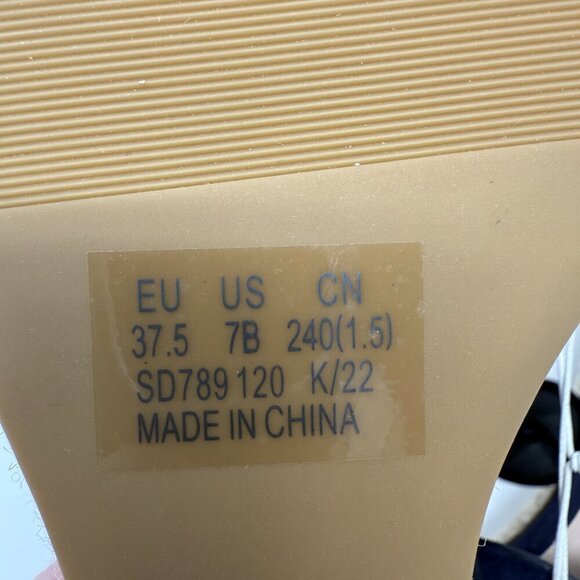 EU US CN
37.5 7B 240(1.5)
SD789120 K/22
MADE IN CHINA